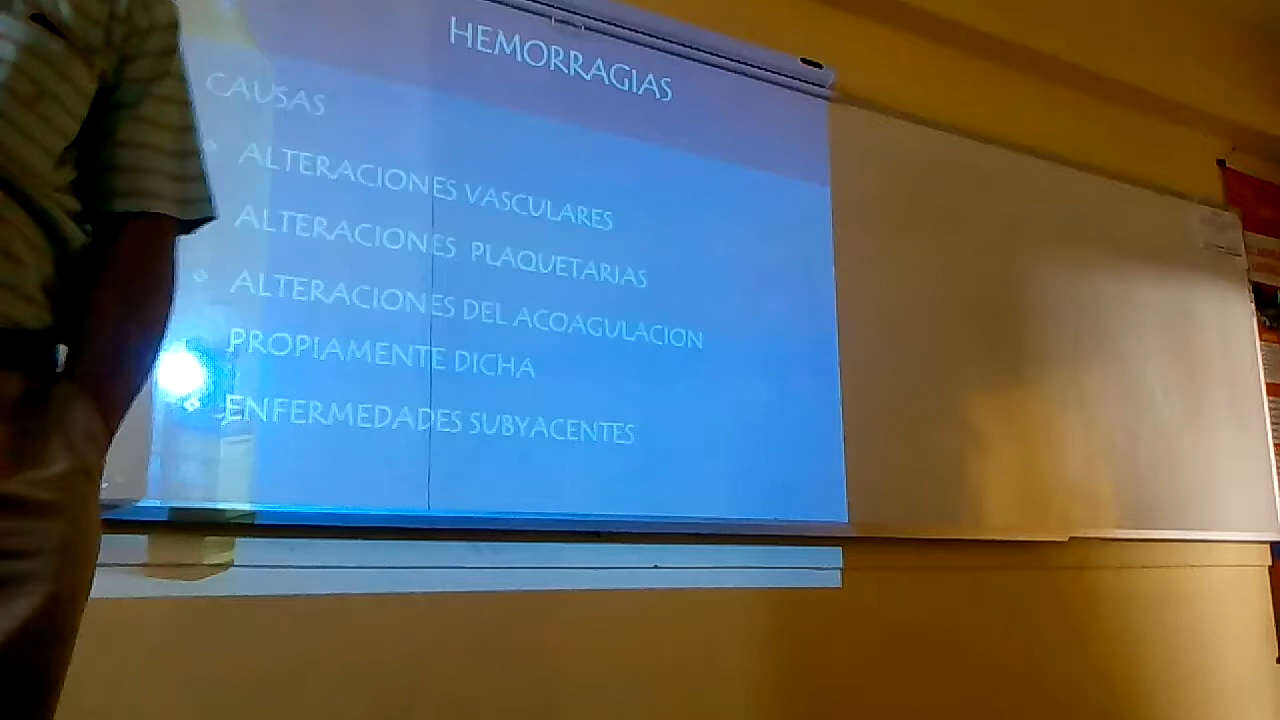 HEMORRAGIAS
CAUSAS
ALTERACIONES VASCULARES
ALTERACIONES PLAQUETARIAS
ALTERACIONES DEL ACOAGULACION
PROPIAMENTE DICHA
ENFERMEDADES SUBYACENTES